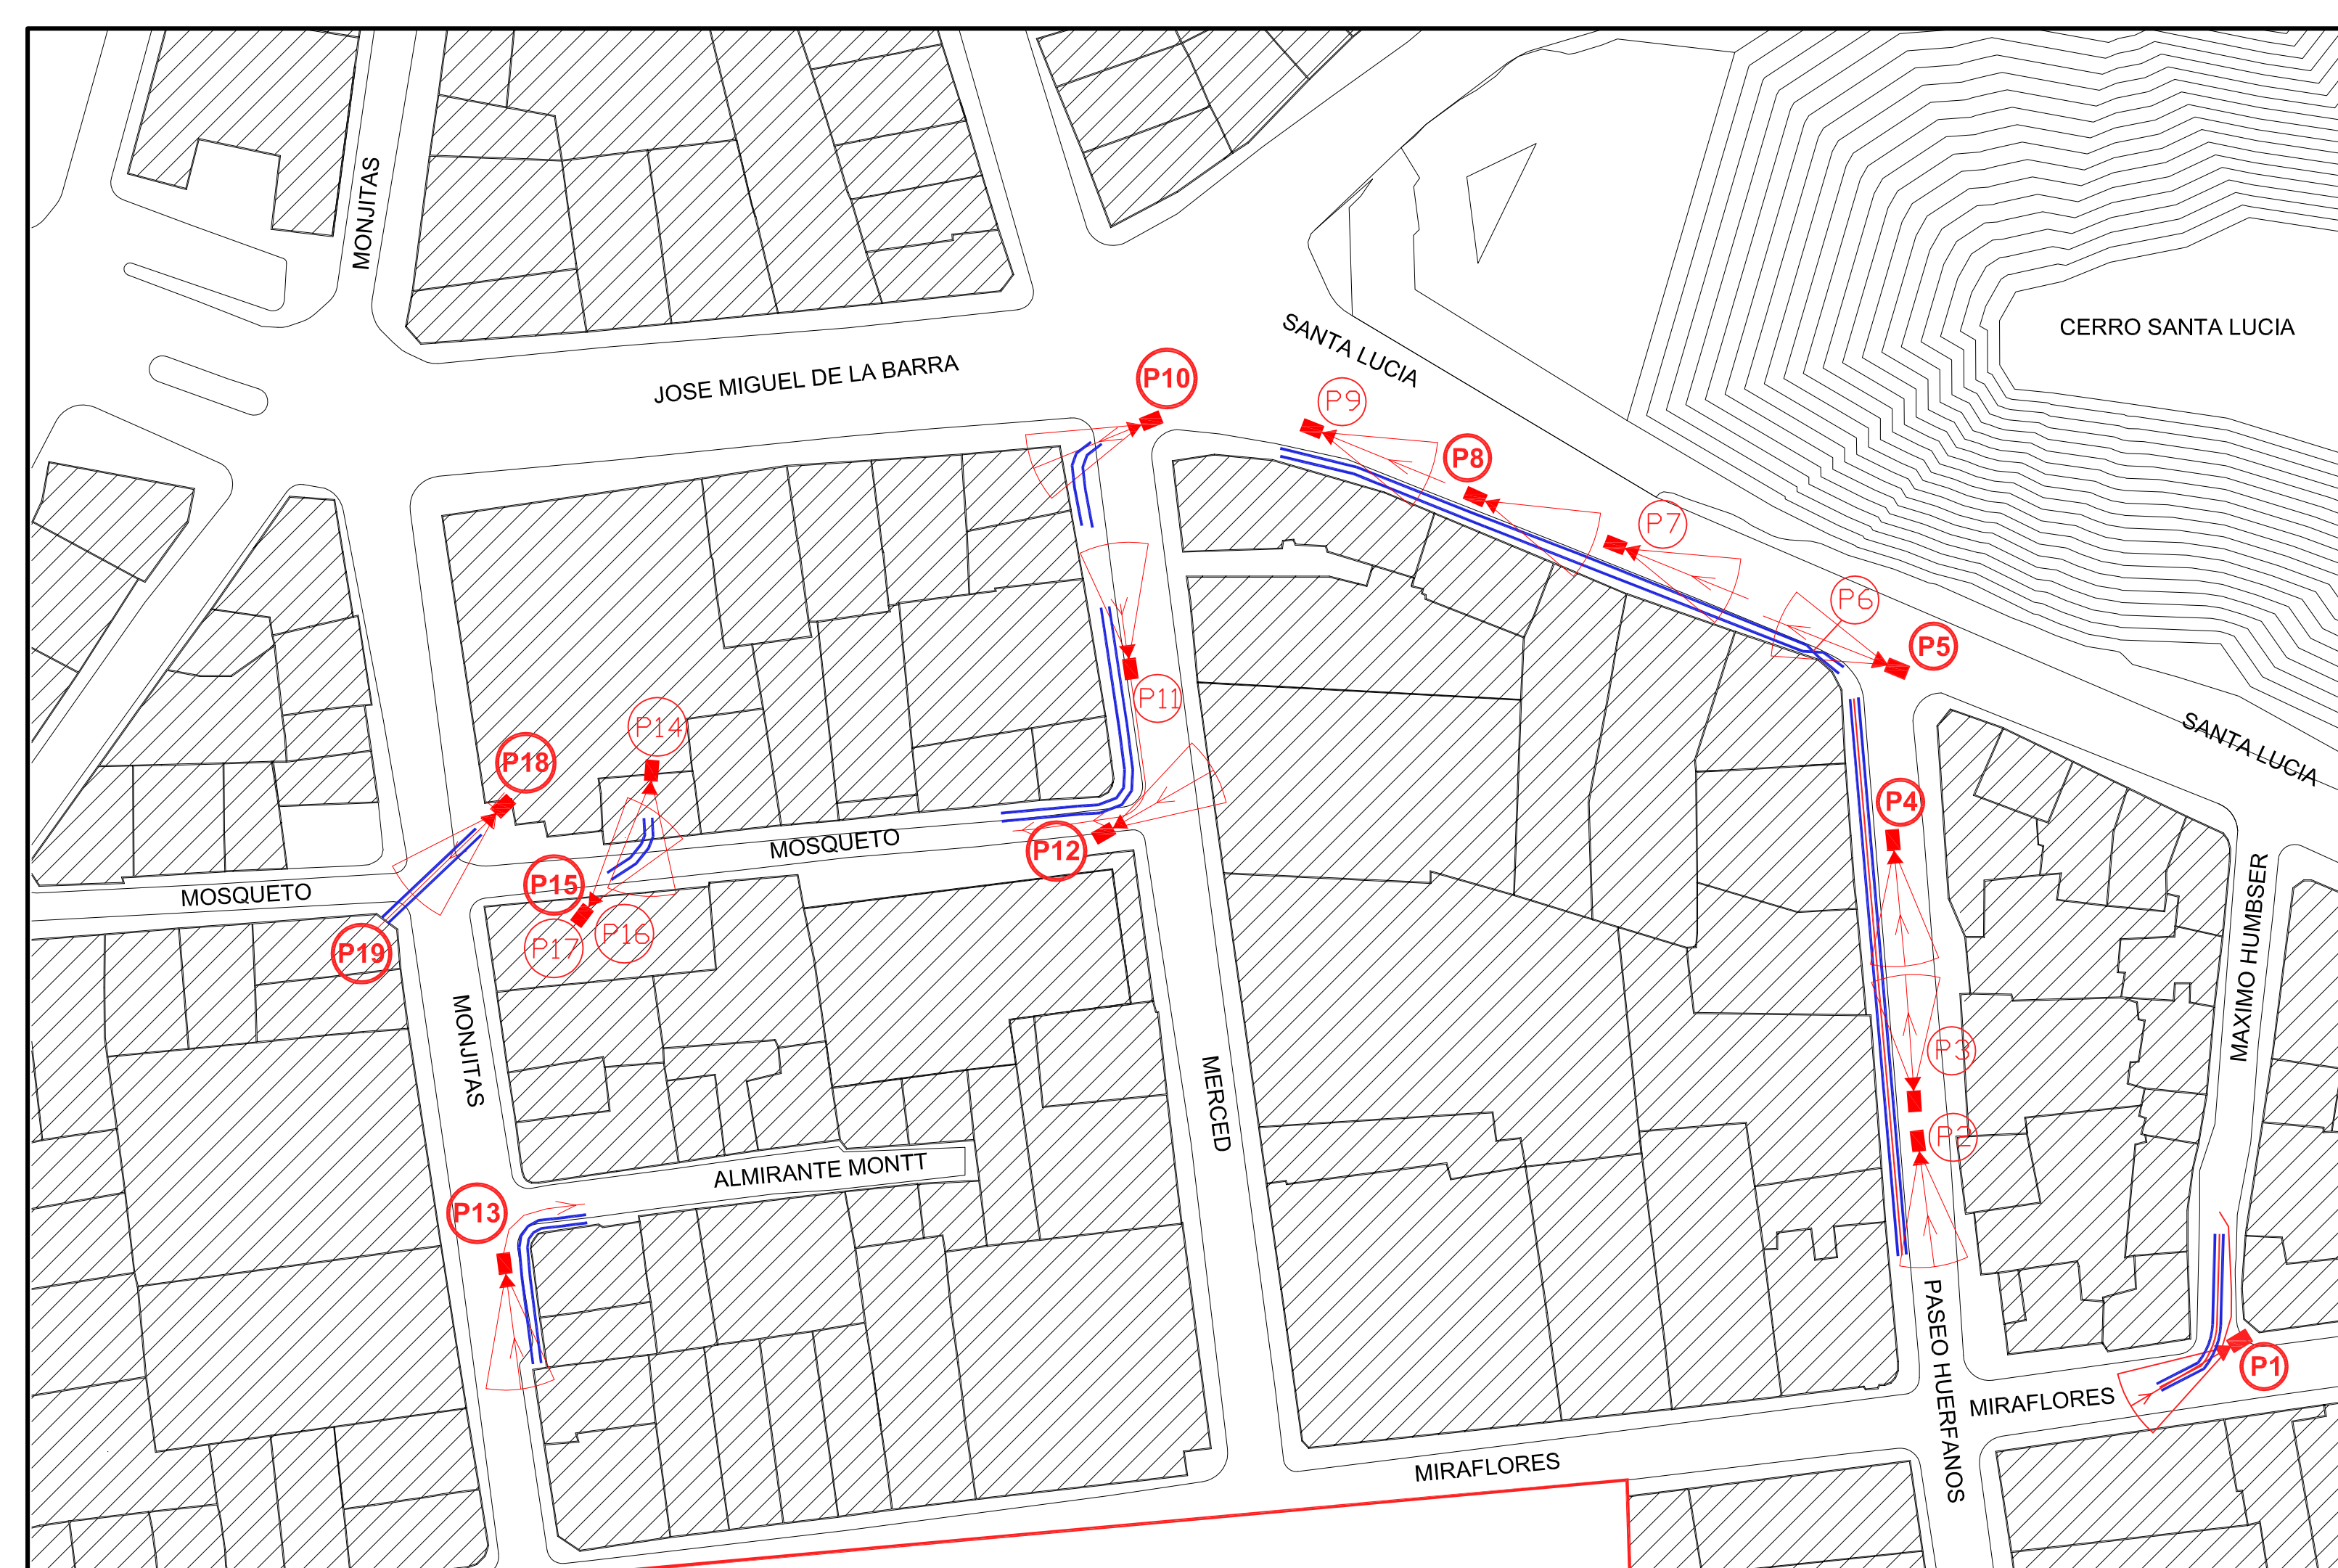 MONJITAS
JOSE MIGUEL DE LA BARRA
SANTA LUCIA
CERRO SANTA LUCIA
P10
P9
P8
P7
P6
P5
P11
SANTA LUCIA
P14
P18
P4
MOSQUETO
P12
P15
MOSQUETO
P16
P17
P19
MAXIMO HUMBSER
MONJITAS
P3
MERCED
P2
ALMIRANTE MONTT
P13
PASEO HUERFANOS
P1
MIRAFLORES
MIRAFLORES